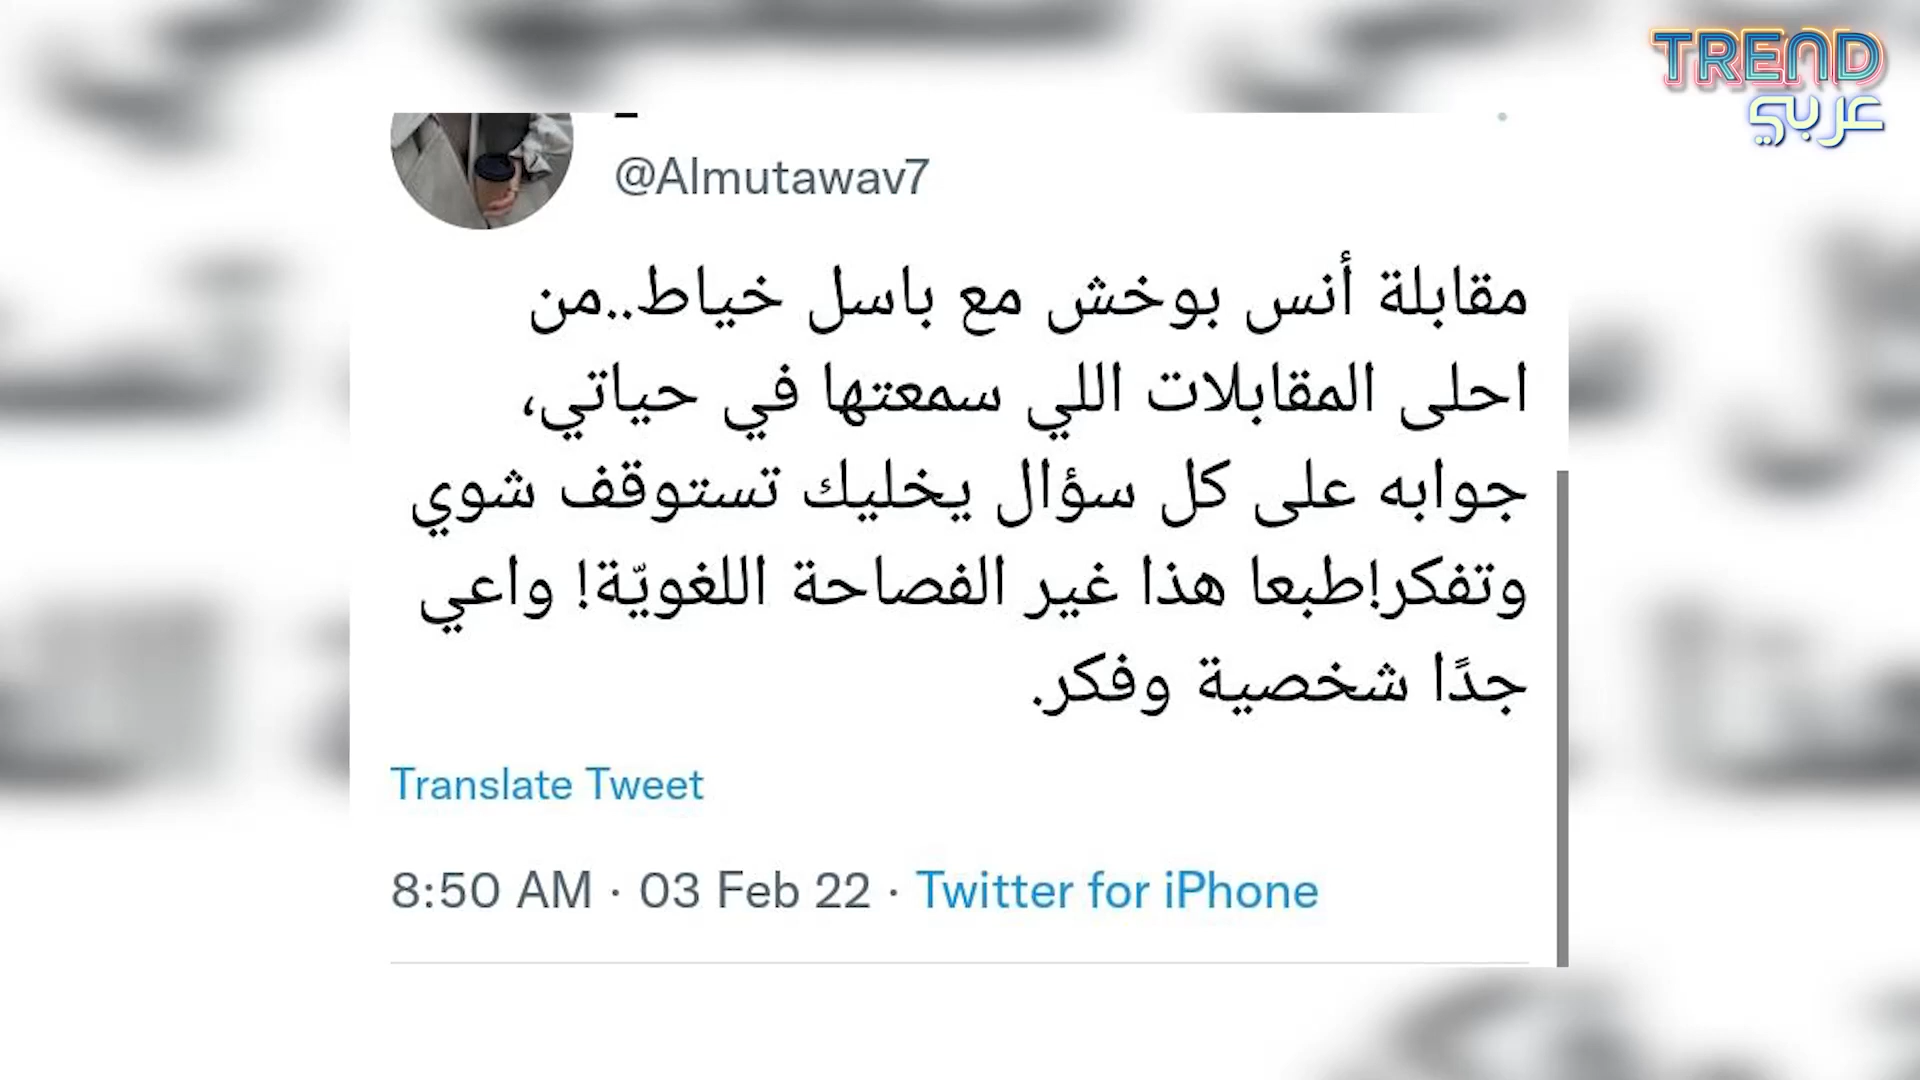 TREND
عربي
@Almutawav7
مقابلة أنس بوخش مع باسل خياط..من
احلى المقابلات اللي سمعتها في حياتي،
جوابه على كل سؤال يخليك تستوقف شوي
وتفكر!طبعا هذا غير الفصاحة اللغويّة! واعي
جدًا شخصية وفكر.
Translate Tweet
8:50 AM · 03 Feb 22 · Twitter for iPhone